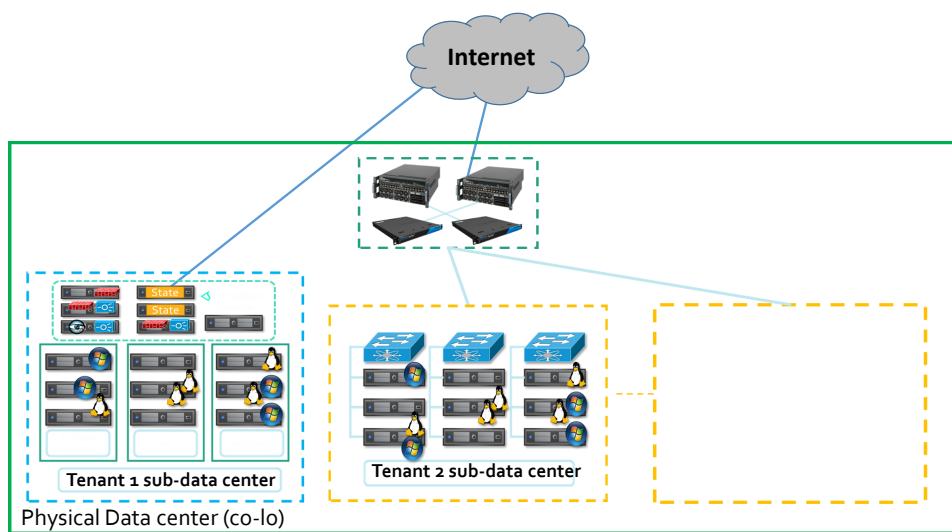 Internet
State
State
Tenant 1 sub-data center
Tenant 2 sub-data center
Physical Data center (co-lo)